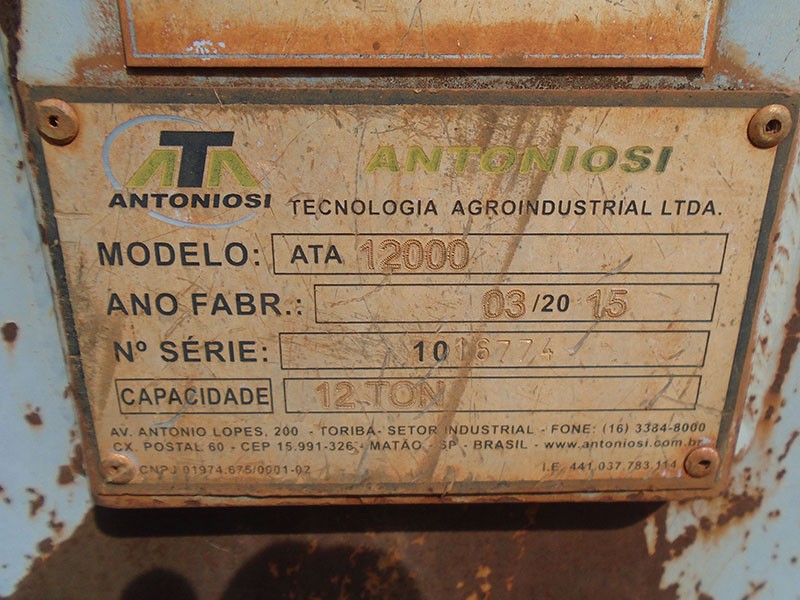 ATA
ANTONIOSI
ANTONIOSI
TECNOLOGIA AGROINDUSTRIAL LTDA.
MODELO: ATA 12000
ANO FABR.: 03/20 15
Nº SÉRIE: 1016774
CAPACIDADE 12 TON
AV. ANTONIO LOPES, 200 - TORIBA- SETOR INDUSTRIAL - FONE: (16) 3384-8000
CX. POSTAL 60 - CEP 15.991-326 - MATÃO - SP - BRASIL - www.antoniosi.com.br
CNPJ 01974.675/0001-02 I.E. 441.037.783.114